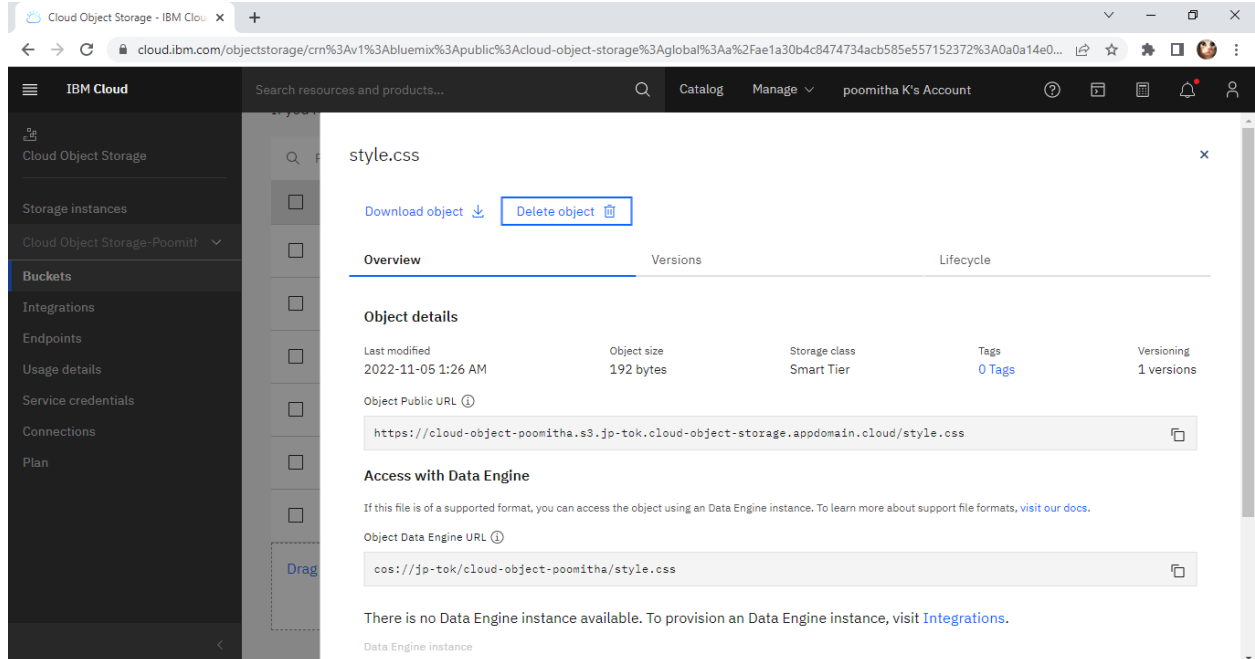 Cloud Object Storage - IBM Clou
cloud.ibm.com/objectstorage/crn%3Av1%3Abluemix%3Apublic%3Acloud-object-storage%3Aglobal%3Aa%2Fae1a30b4c8474734acb585e557152372%3A0a0a14e0...
IBM Cloud
Search resources and products...
Catalog
Manage
poomitha K's Account
Cloud Object Storage
Storage instances
Cloud Object Storage-Poomith
Buckets
Integrations
Endpoints
Usage details
Service credentials
Connections
Plan
Drag
style.css
Download object
Delete object
Overview
Versions
Lifecycle
Object details
Last modified
Object size
Storage class
Tags
Versioning
2022-11-05 1:26 AM
192 bytes
Smart Tier
0 Tags
1 versions
Object Public URL
https://cloud-object-poomitha.s3.jp-tok.cloud-object-storage.appdomain.cloud/style.css
Access with Data Engine
If this file is of a supported format, you can access the object using an Data Engine instance. To learn more about support file formats, visit our docs.
Object Data Engine URL
cos://jp-tok/cloud-object-poomitha/style.css
There is no Data Engine instance available. To provision an Data Engine instance, visit Integrations.
Data Engine instance